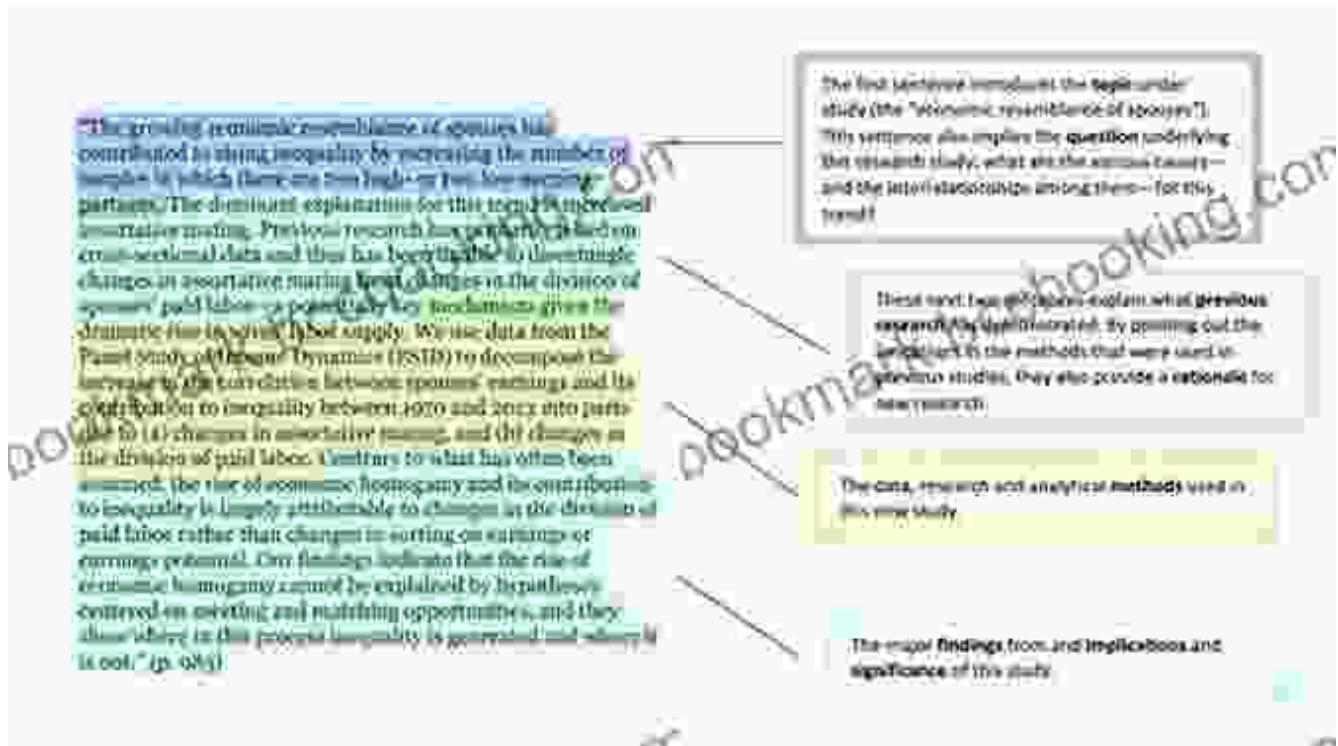 "The growing economic resemblance of spouses has
contributed to rising inequality by increasing the number of
couples in which there are two high- or two low-earning
partners. The dominant explanation for this trend is increased
assortative mating. Previous research has primarily relied on
cross-sectional data and thus has been unable to disentangle
changes in assortative mating from changes in the division of
spouses' paid labor—a potentially key mechanism given the
dramatic rise in wives' labor supply. We use data from the
Panel Study of Income Dynamics (PSID) to decompose the
increase in the correlation between spouses' earnings and its
contribution to inequality between 1970 and 2013 into parts
due to (a) changes in assortative mating, and (b) changes in
the division of paid labor. Contrary to what has often been
assumed, the rise of economic homogamy and its contribution
to inequality is largely attributable to changes in the division of
paid labor rather than changes in sorting on earnings or
earnings potential. Our findings indicate that the rise of
economic homogamy cannot be explained by hypotheses
centered on meeting and matching opportunities, and they
show where in this process inequality is generated and where it
is not." (p. 985)
The first sentence introduces the topic under
study (the "economic resemblance of spouses").
This sentence also implies the question underlying
this research study: what are the various causes—
and the interrelationships among them—for this
trend?
These next two sentences explain what previous
research has demonstrated. By pointing out the
limitations in the methods that were used in
previous studies, they also provide a rationale for
new research.
The data, research and analytical methods used in
this new study.
The major findings from and implications and
significance of this study.
bookmarkshoooking.com